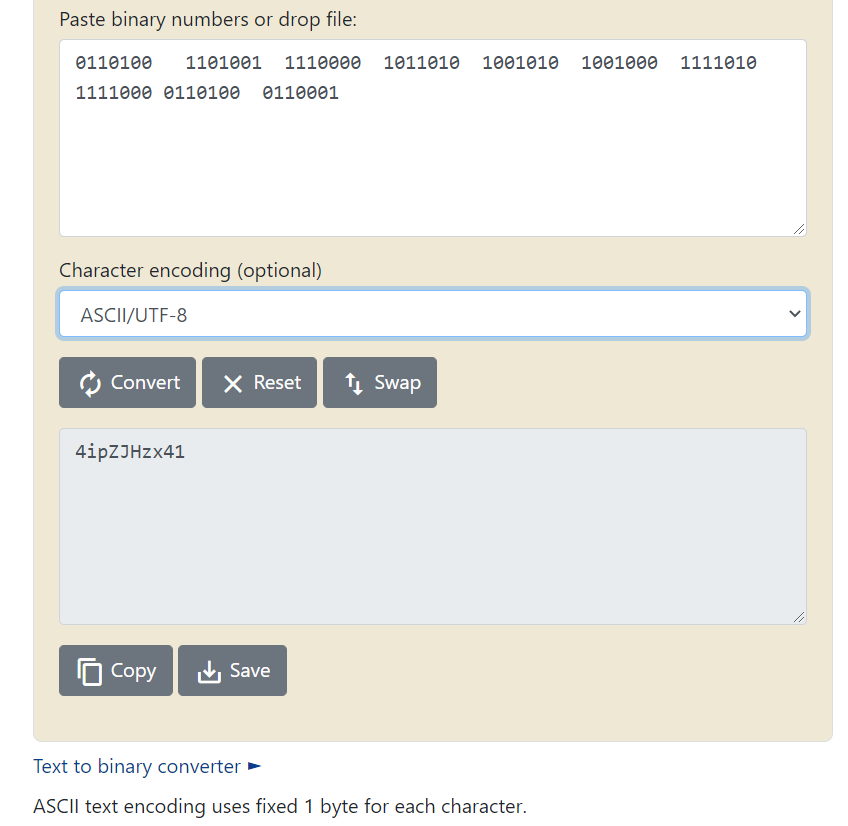 Paste binary numbers or drop file:
0110100   1101001  1110000  1011010  1001010  1001000  1111010
1111000 0110100  0110001
Character encoding (optional)
ASCII/UTF-8
Convert Reset Swap
4ipZJHzx41
Copy Save
Text to binary converter ►
ASCII text encoding uses fixed 1 byte for each character.